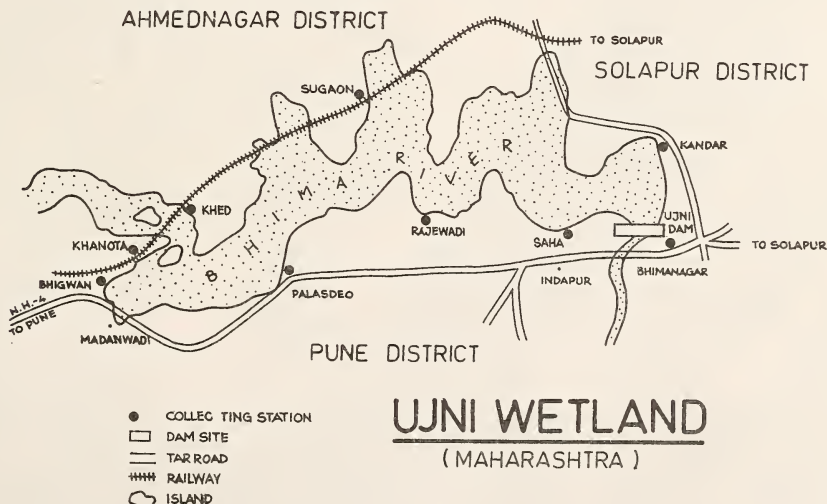 AHMEDNAGAR DISTRICT
TO SOLAPUR
SOLAPUR DISTRICT
SUGAON
KANDAR
BHIMA RIVER
KHED
RAJEWADI
UJNI
DAM
KHANOTA
SAHA
TO SOLAPUR
BHIGWAN
PALASDEO
INDAPUR
BHIMANAGAR
N.H.-4
TO PUNE
MADANWADI
PUNE DISTRICT
COLLECTING STATION
DAM SITE
TAR ROAD
RAILWAY
ISLAND
UJNI WETLAND
(MAHARASHTRA)